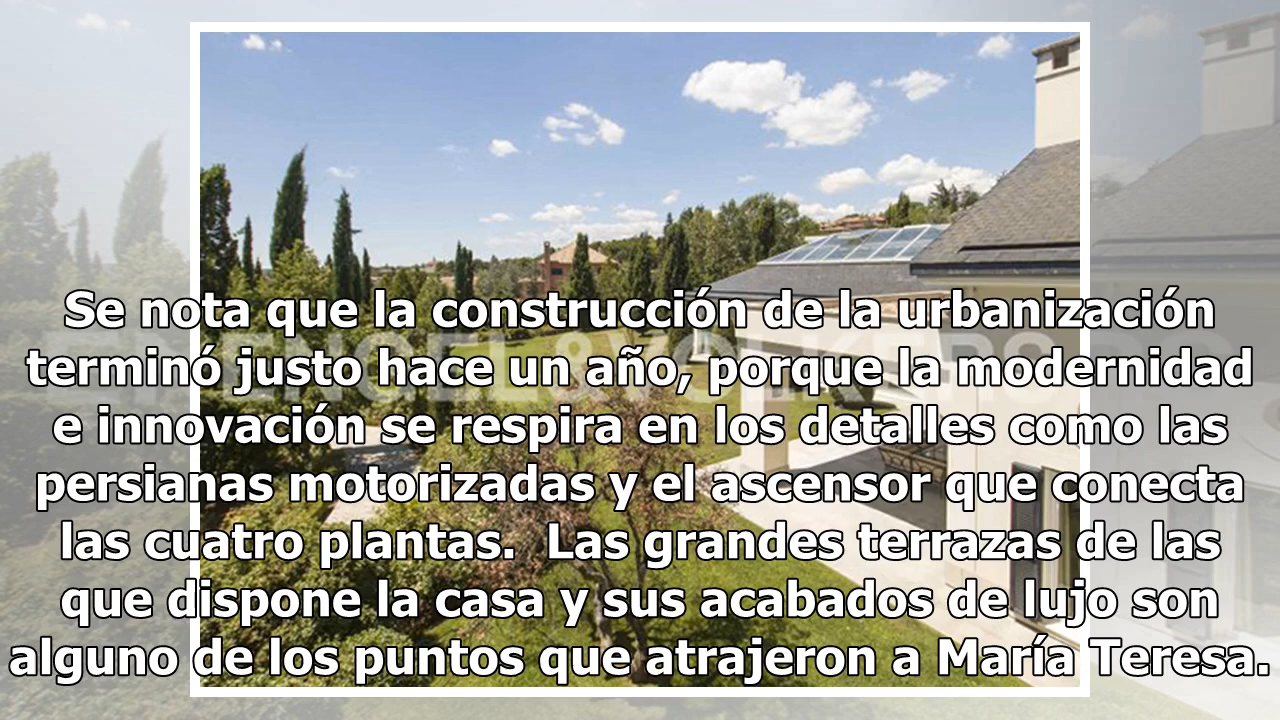 Se nota que la construcción de la urbanización
terminó justo hace un año, porque la modernidad
e innovación se respira en los detalles como las
persianas motorizadas y el ascensor que conecta
las cuatro plantas.  Las grandes terrazas de las
que dispone la casa y sus acabados de lujo son
alguno de los puntos que atrajeron a María Teresa.
ENGEL&VÖLKERS